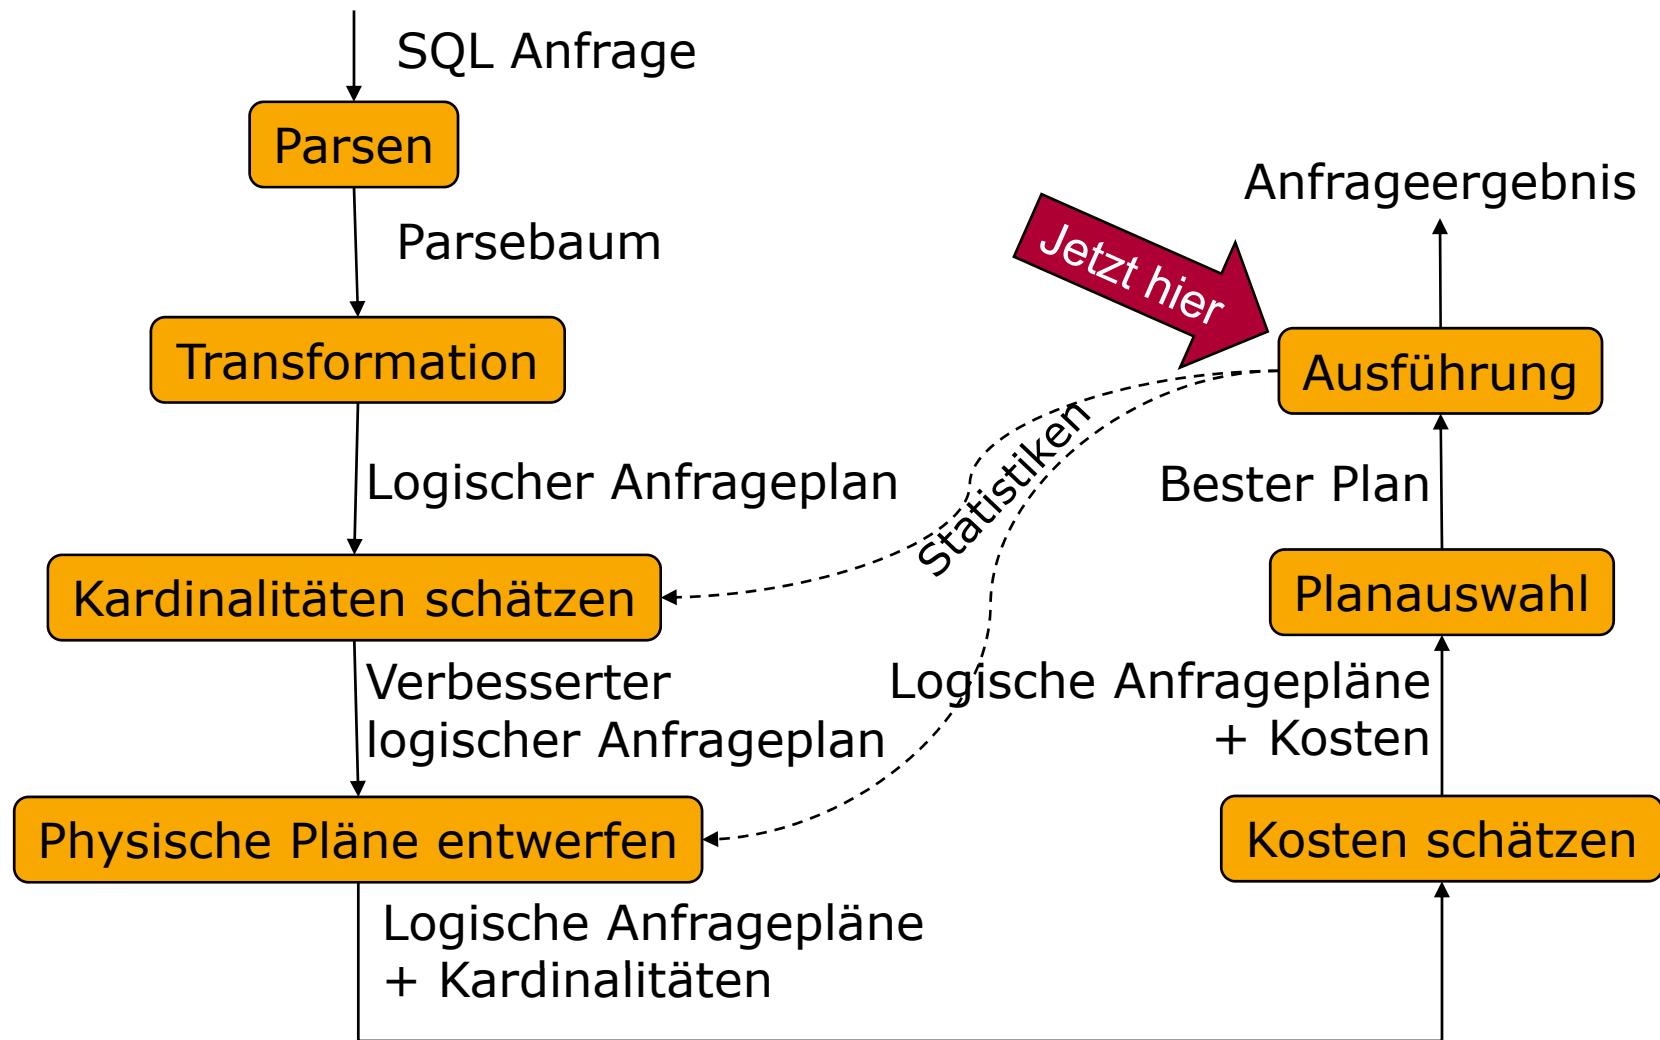 SQL Anfrage
Parsen
Parsebaum
Transformation
Logischer Anfrageplan
Kardinalitäten schätzen
Verbesserter
logischer Anfrageplan
Physische Pläne entwerfen
Logische Anfragepläne
+ Kardinalitäten
Statistiken
Jetzt hier
Anfrageergebnis
Ausführung
Bester Plan
Planauswahl
Logische Anfragepläne
+ Kosten
Kosten schätzen